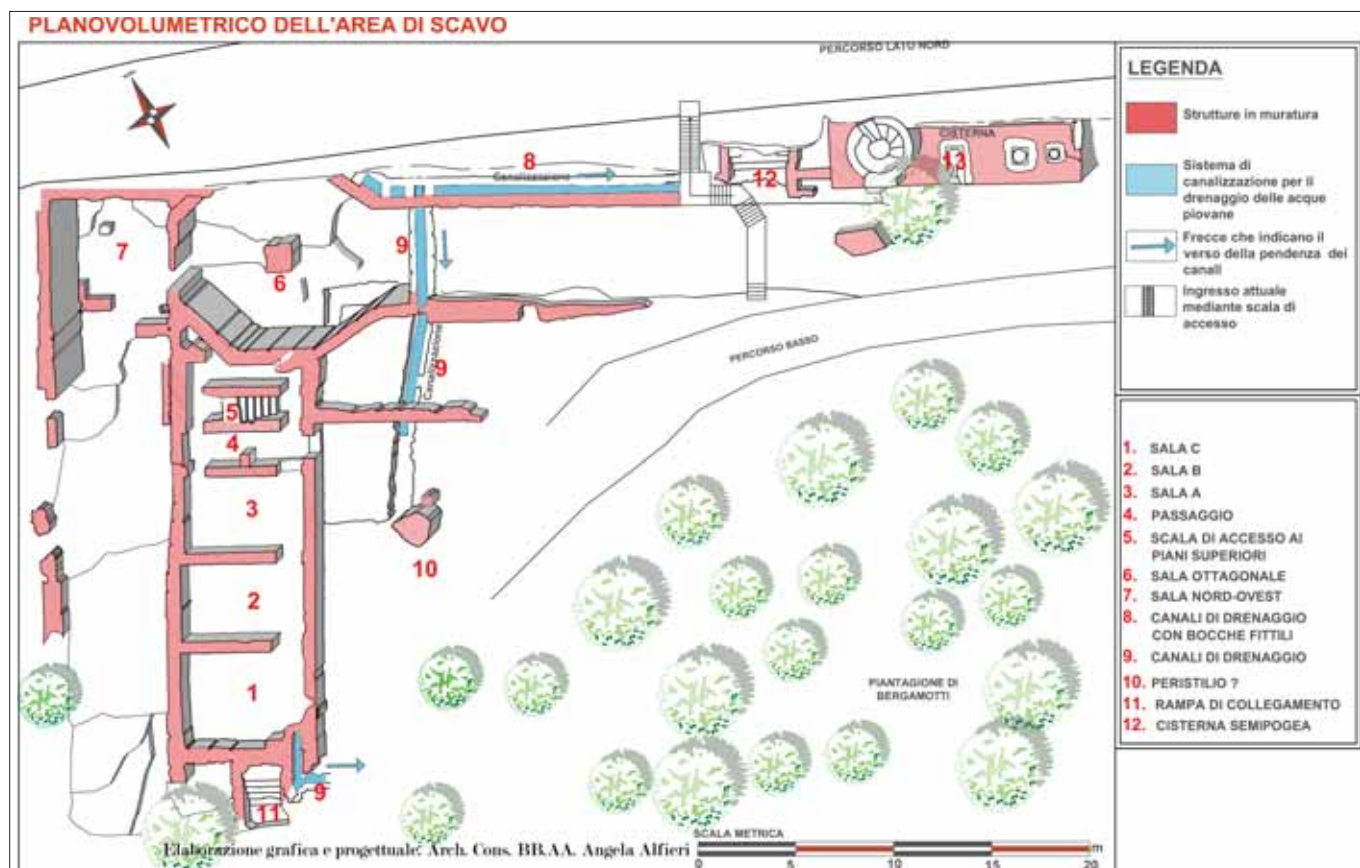 PLANOVOLUMETRICO DELL'AREA DI SCAVO
PERCORSO LATO NORD
LEGENDA
Strutture in muratura
Sistema di
canalizzazione per il
drenaggio delle acque
piovane
Frecce che indicano il
verso della pendenza dei
canali
Ingresso attuale
mediante scala di
accesso
8
Canalizzazione
CISTERNA
13
12
7
6
9
Canalizzazione
9
PERCORSO BASSO
5
4
3
10
2
1
PIANTAGIONE DI
BERGAMOTTI
9
11
1. SALA C
2. SALA B
3. SALA A
4. PASSAGGIO
5. SCALA DI ACCESSO AI
PIANI SUPERIORI
6. SALA OTTAGONALE
7. SALA NORD-OVEST
8. CANALI DI DRENAGGIO
CON BOCCHE FITTILI
9. CANALI DI DRENAGGIO
10. PERISTILIO ?
11. RAMPA DI COLLEGAMENTO
12. CISTERNA SEMIPOGEA
Elaborazione grafica e progettuale: Arch. Cons. BB.AA. Angela Alfieri
SCALA METRICA
m
0 5 10 15 20